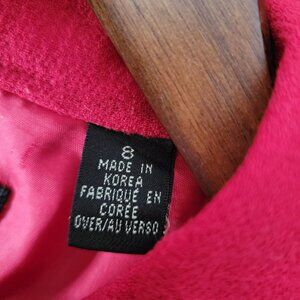 8
MADE IN
KOREA
FABRIQUÉ EN
CORÉE
OVER/AU VERSO